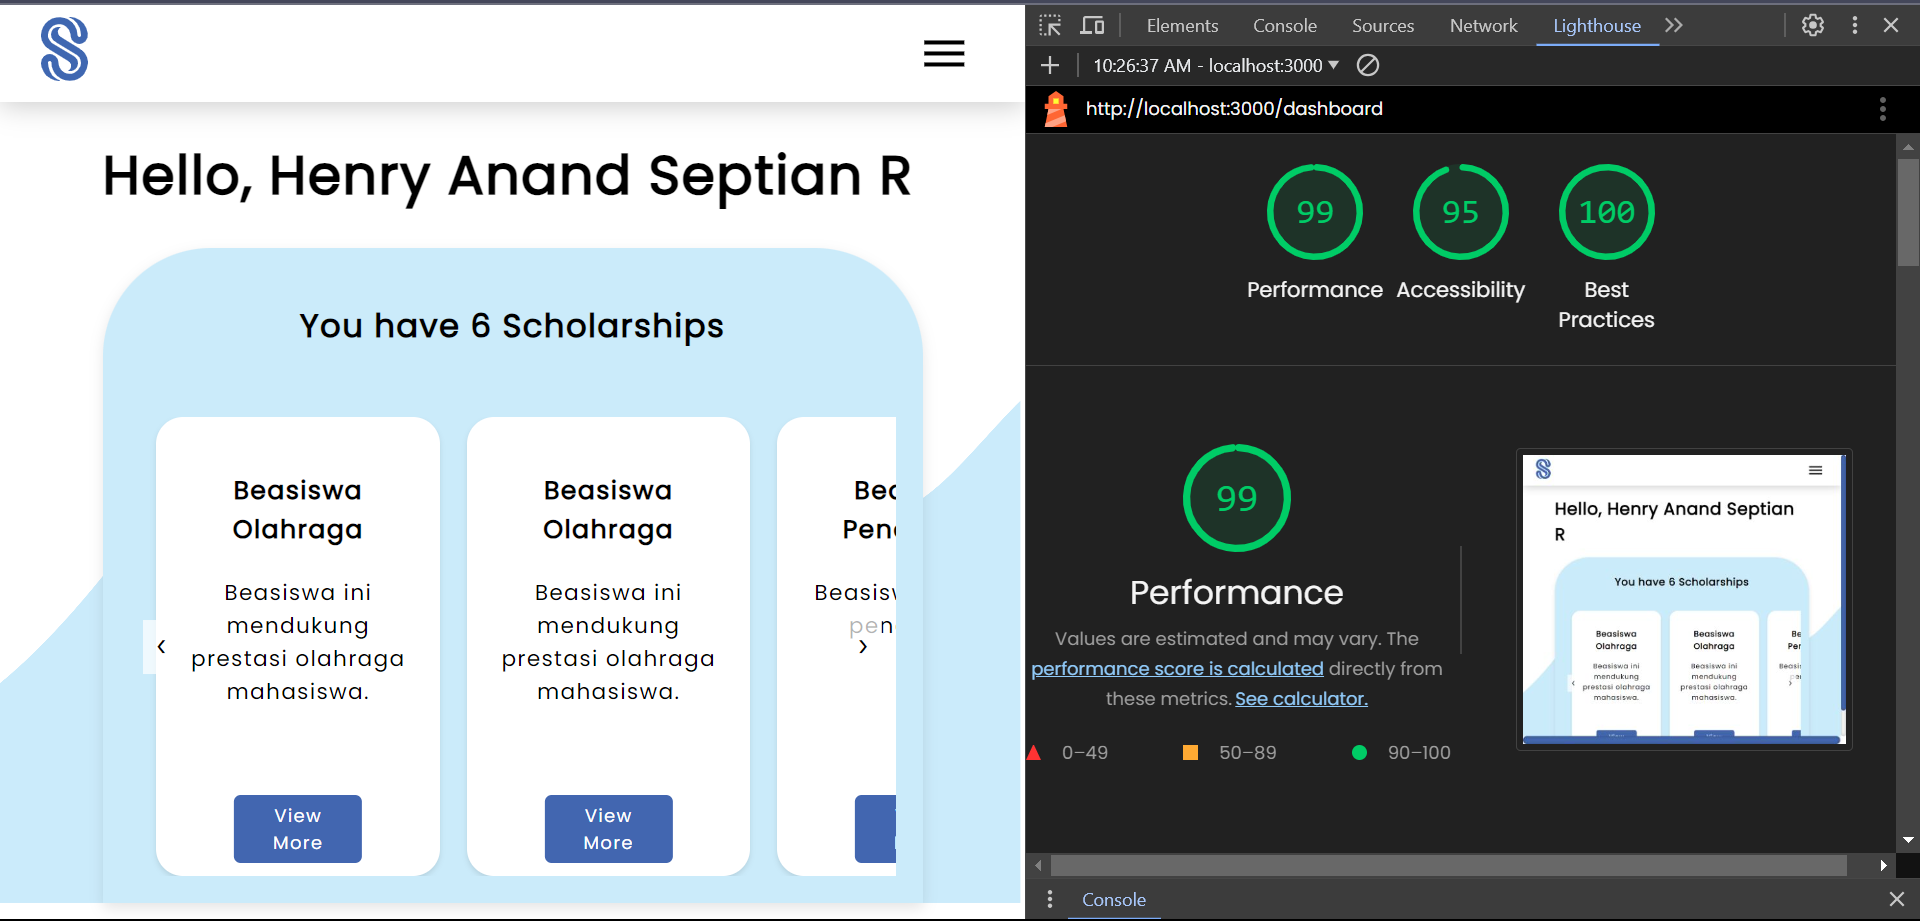 Hello, Henry Anand Septian R
You have 6 Scholarships
Beasiswa
Olahraga
Beasiswa ini
mendukung
prestasi olahraga
mahasiswa.
View
More
Beasiswa
Olahraga
Beasiswa ini
mendukung
prestasi olahraga
mahasiswa.
View
More
‹
›
Elements Console Sources Network Lighthouse
10:26:37 AM - localhost:3000
http://localhost:3000/dashboard
99 95 100
Performance Accessibility Best
Practices
99
Performance
Values are estimated and may vary. The
performance score is calculated directly from
these metrics. See calculator.
0–49 50–89 90–100
Hello, Henry Anand Septian
R
You have 6 Scholarships
Beasiswa
Olahraga
Beasiswa ini
mendukung
prestasi olahraga
mahasiswa.
Beasiswa
Olahraga
Beasiswa ini
mendukung
prestasi olahraga
mahasiswa.
Console